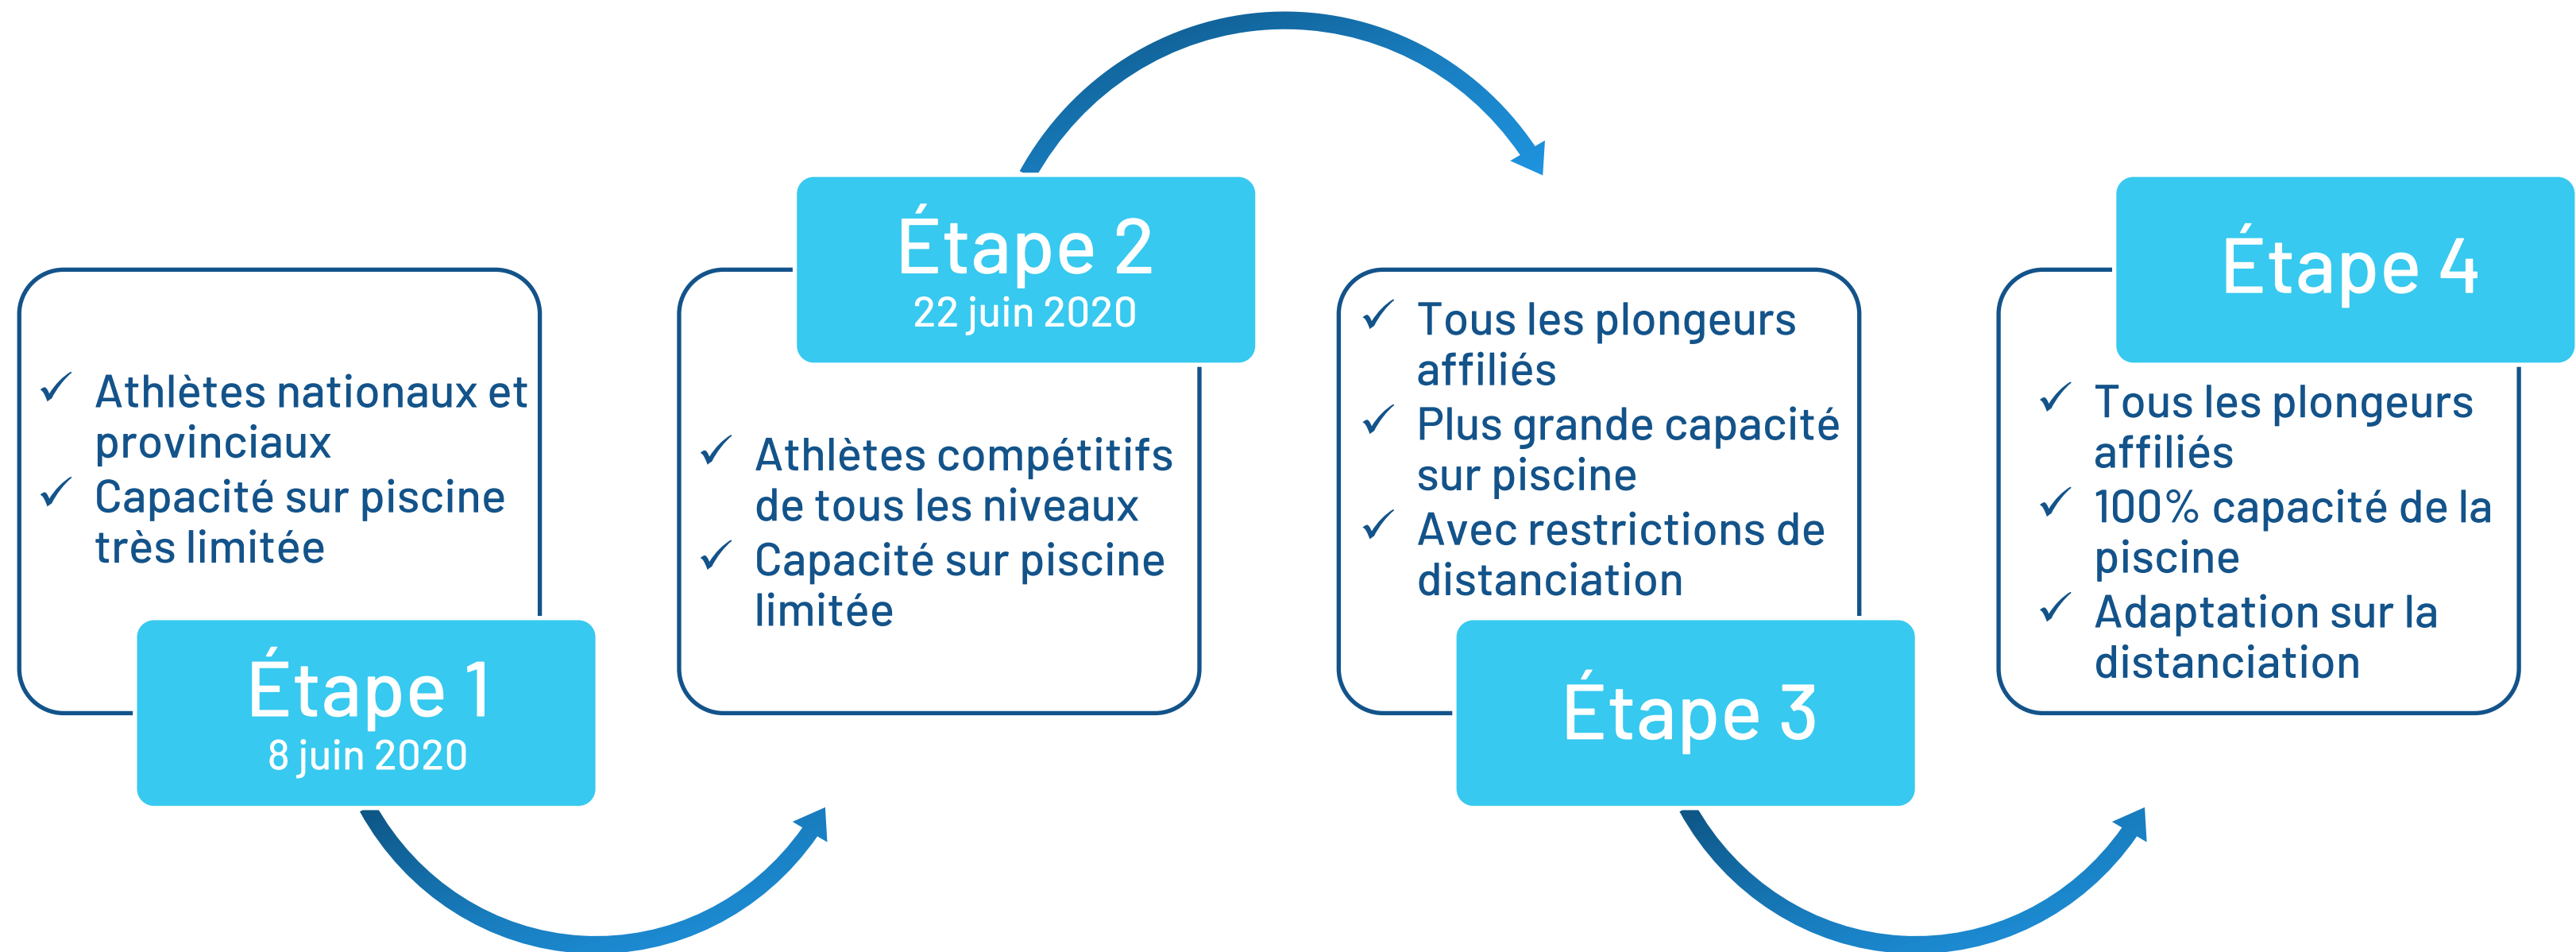 ✓ Athlètes nationaux et
provinciaux
✓ Capacité sur piscine
très limitée
Étape 1
8 juin 2020
Étape 2
22 juin 2020
✓ Athlètes compétitifs
de tous les niveaux
✓ Capacité sur piscine
limitée
✓ Tous les plongeurs
affiliés
✓ Plus grande capacité
sur piscine
✓ Avec restrictions de
distanciation
Étape 3
Étape 4
✓ Tous les plongeurs
affiliés
✓ 100% capacité de la
piscine
✓ Adaptation sur la
distanciation